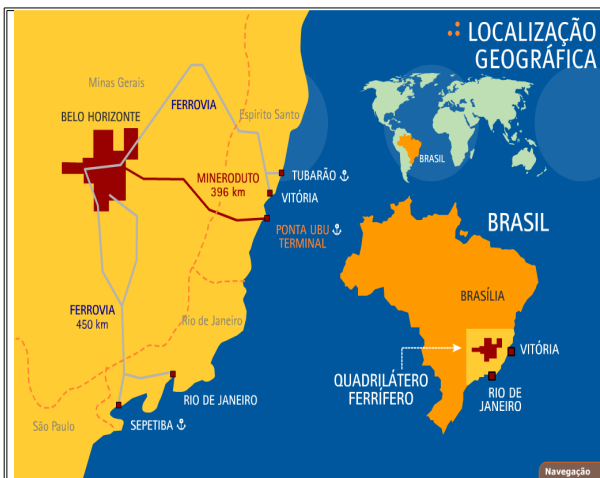 LOCALIZAÇÃO
GEOGRÁFICA
Minas Gerais
FERROVIA
Espírito Santo
BELO HORIZONTE
MINERODUTO
396 km
TUBARÃO
VITÓRIA
PONTA UBU
TERMINAL
FERROVIA
450 km
Rio de Janeiro
RIO DE JANEIRO
São Paulo
SEPETIBA
BRASIL
BRASIL
BRASÍLIA
VITÓRIA
QUADRILÁTERO
FERRÍFERO
RIO DE
JANEIRO
Navegação